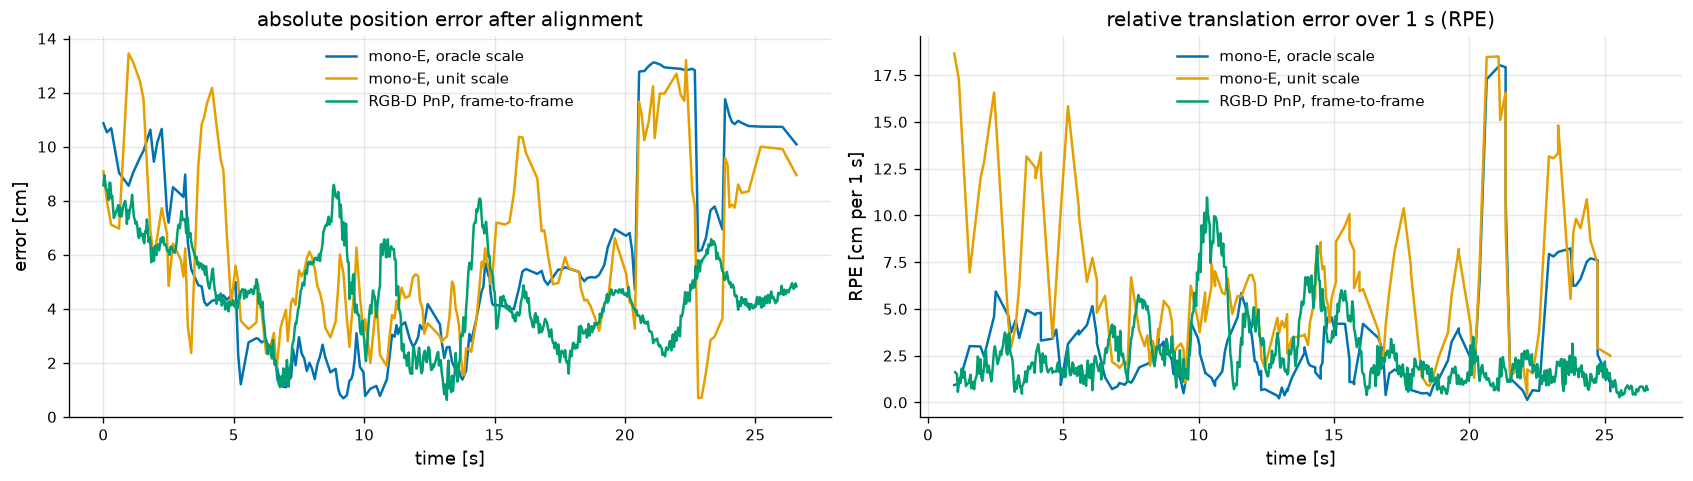 absolute position error after alignment
mono-E, oracle scale
mono-E, unit scale
RGB-D PnP, frame-to-frame
error [cm]
14
12
10
8
6
4
2
0
0
5
10
15
20
25
time [s]
relative translation error over 1 s (RPE)
mono-E, oracle scale
mono-E, unit scale
RGB-D PnP, frame-to-frame
RPE [cm per 1 s]
17.5
15.0
12.5
10.0
7.5
5.0
2.5
0.0
0
5
10
15
20
25
time [s]